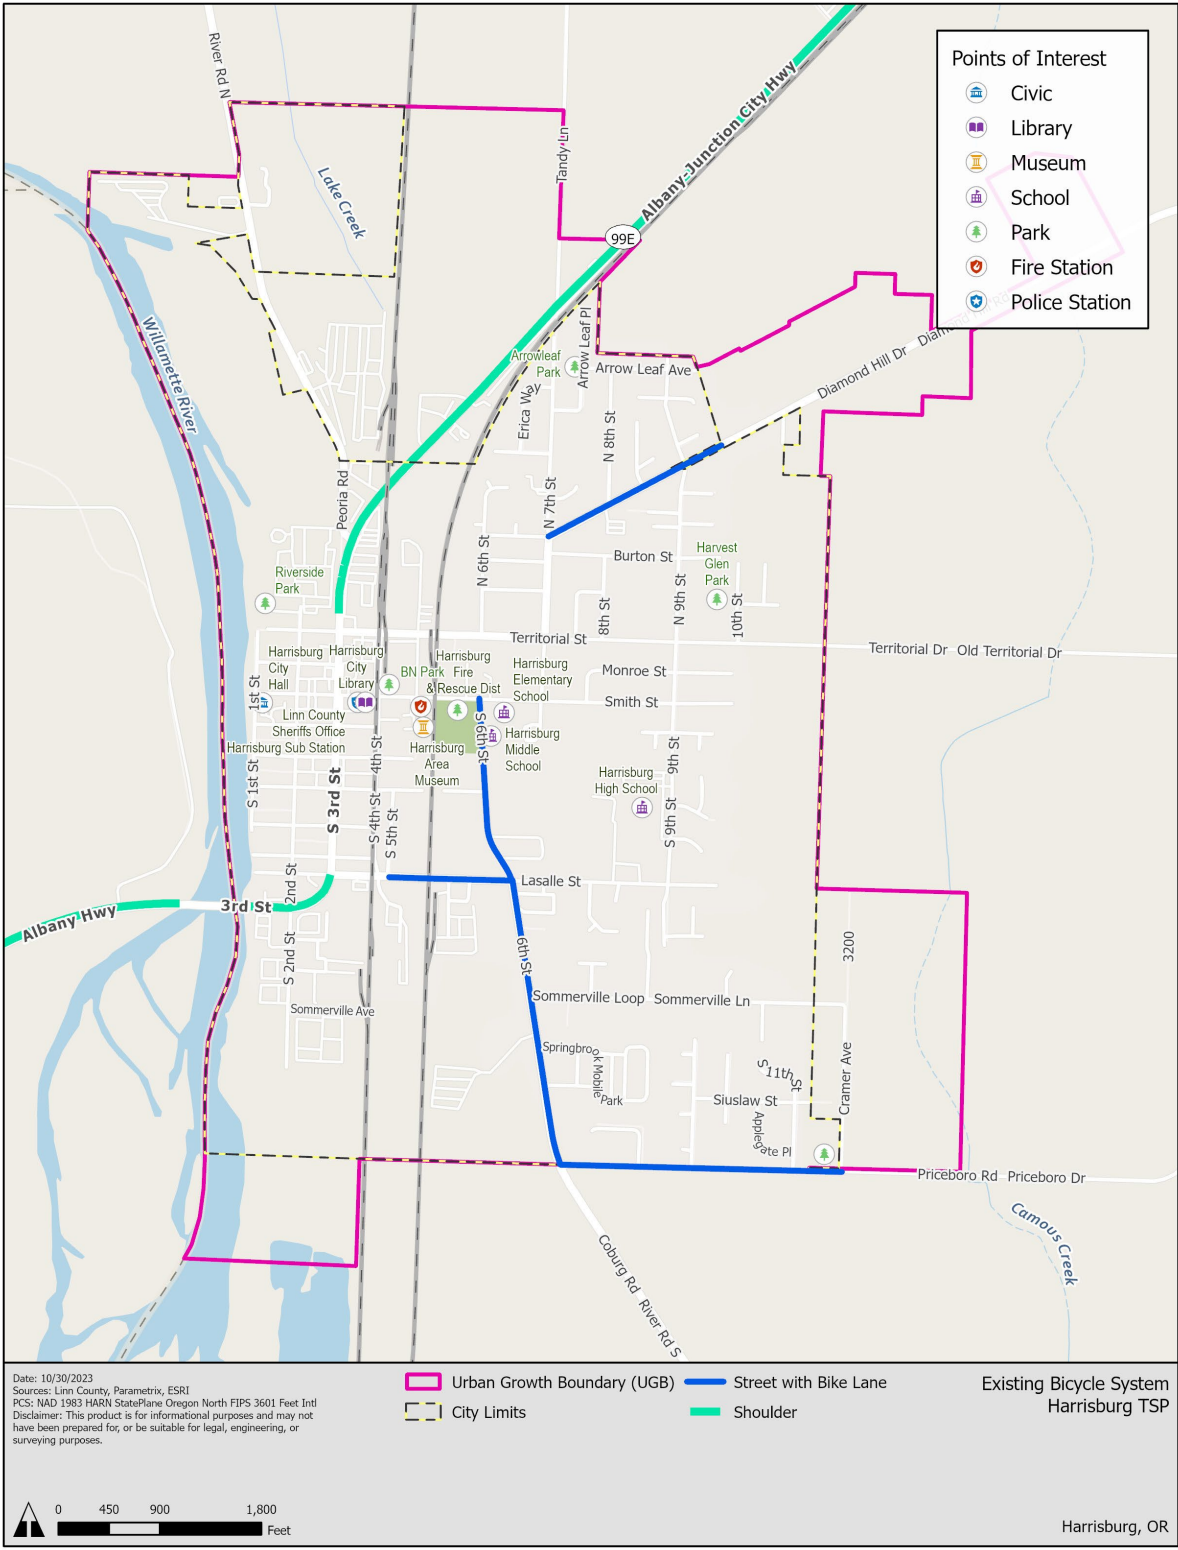 River Rd N
Points of Interest
Civic
Library
Museum
School
Park
Fire Station
Police Station
Albany-Junction City Hwy
Tandy Ln
Lake Creek
99E
Willamette River
Arrowleaf
Park
Arrow Leaf Pl
Arrow Leaf Ave
Diamond Hill Dr
Erica Way
N 8th St
Peoria Rd
N 7th St
N 6th St
Burton St
Harvest
Glen
Park
Riverside
Park
8th St
N 9th St
10th St
Territorial St
Territorial Dr Old Territorial Dr
Harrisburg
City
Hall
Harrisburg
City
Library
BN Park
Harrisburg
Fire
& Rescue Dist
Harrisburg
Elementary
School
Monroe St
Smith St
1st St
Linn County
Sheriffs Office
Harrisburg Sub Station
S 6th St
Harrisburg
Area
Museum
Harrisburg
Middle
School
4th St
9th St
Harrisburg
High School
S 1st St
S 3rd St
S 4th St
S 5th St
S 9th St
2nd St
Lasalle St
3rd St
Albany Hwy
S 2nd St
6th St
3200
Sommerville Loop Sommerville Ln
Sommerville Ave
Springbrook Mobile Park
S 11th St
Siuslaw St
Cramer Ave
Applegate Pl
Priceboro Rd Priceboro Dr
Camous Creek
Coburg Rd River Rd S
Date: 10/30/2023
Sources: Linn County, Parametrix, ESRI
PCS: NAD 1983 HARN StatePlane Oregon North FIPS 3601 Feet Intl
Disclaimer: This product is for informational purposes and may not
have been prepared for, or be suitable for legal, engineering, or
surveying purposes.
Urban Growth Boundary (UGB)
City Limits
Street with Bike Lane
Shoulder
Existing Bicycle System
Harrisburg TSP
0 450 900 1,800
Feet
Harrisburg, OR